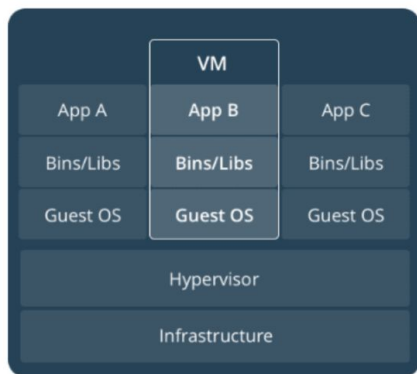 VM
App A App B App C
Bins/Libs Bins/Libs Bins/Libs
Guest OS Guest OS Guest OS
Hypervisor
Infrastructure